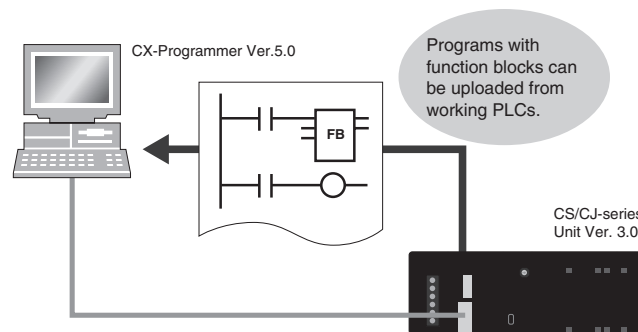 CX-Programmer Ver.5.0
Programs with
function blocks can
be uploaded from
working PLCs.
FB
CS/CJ-series
Unit Ver. 3.0